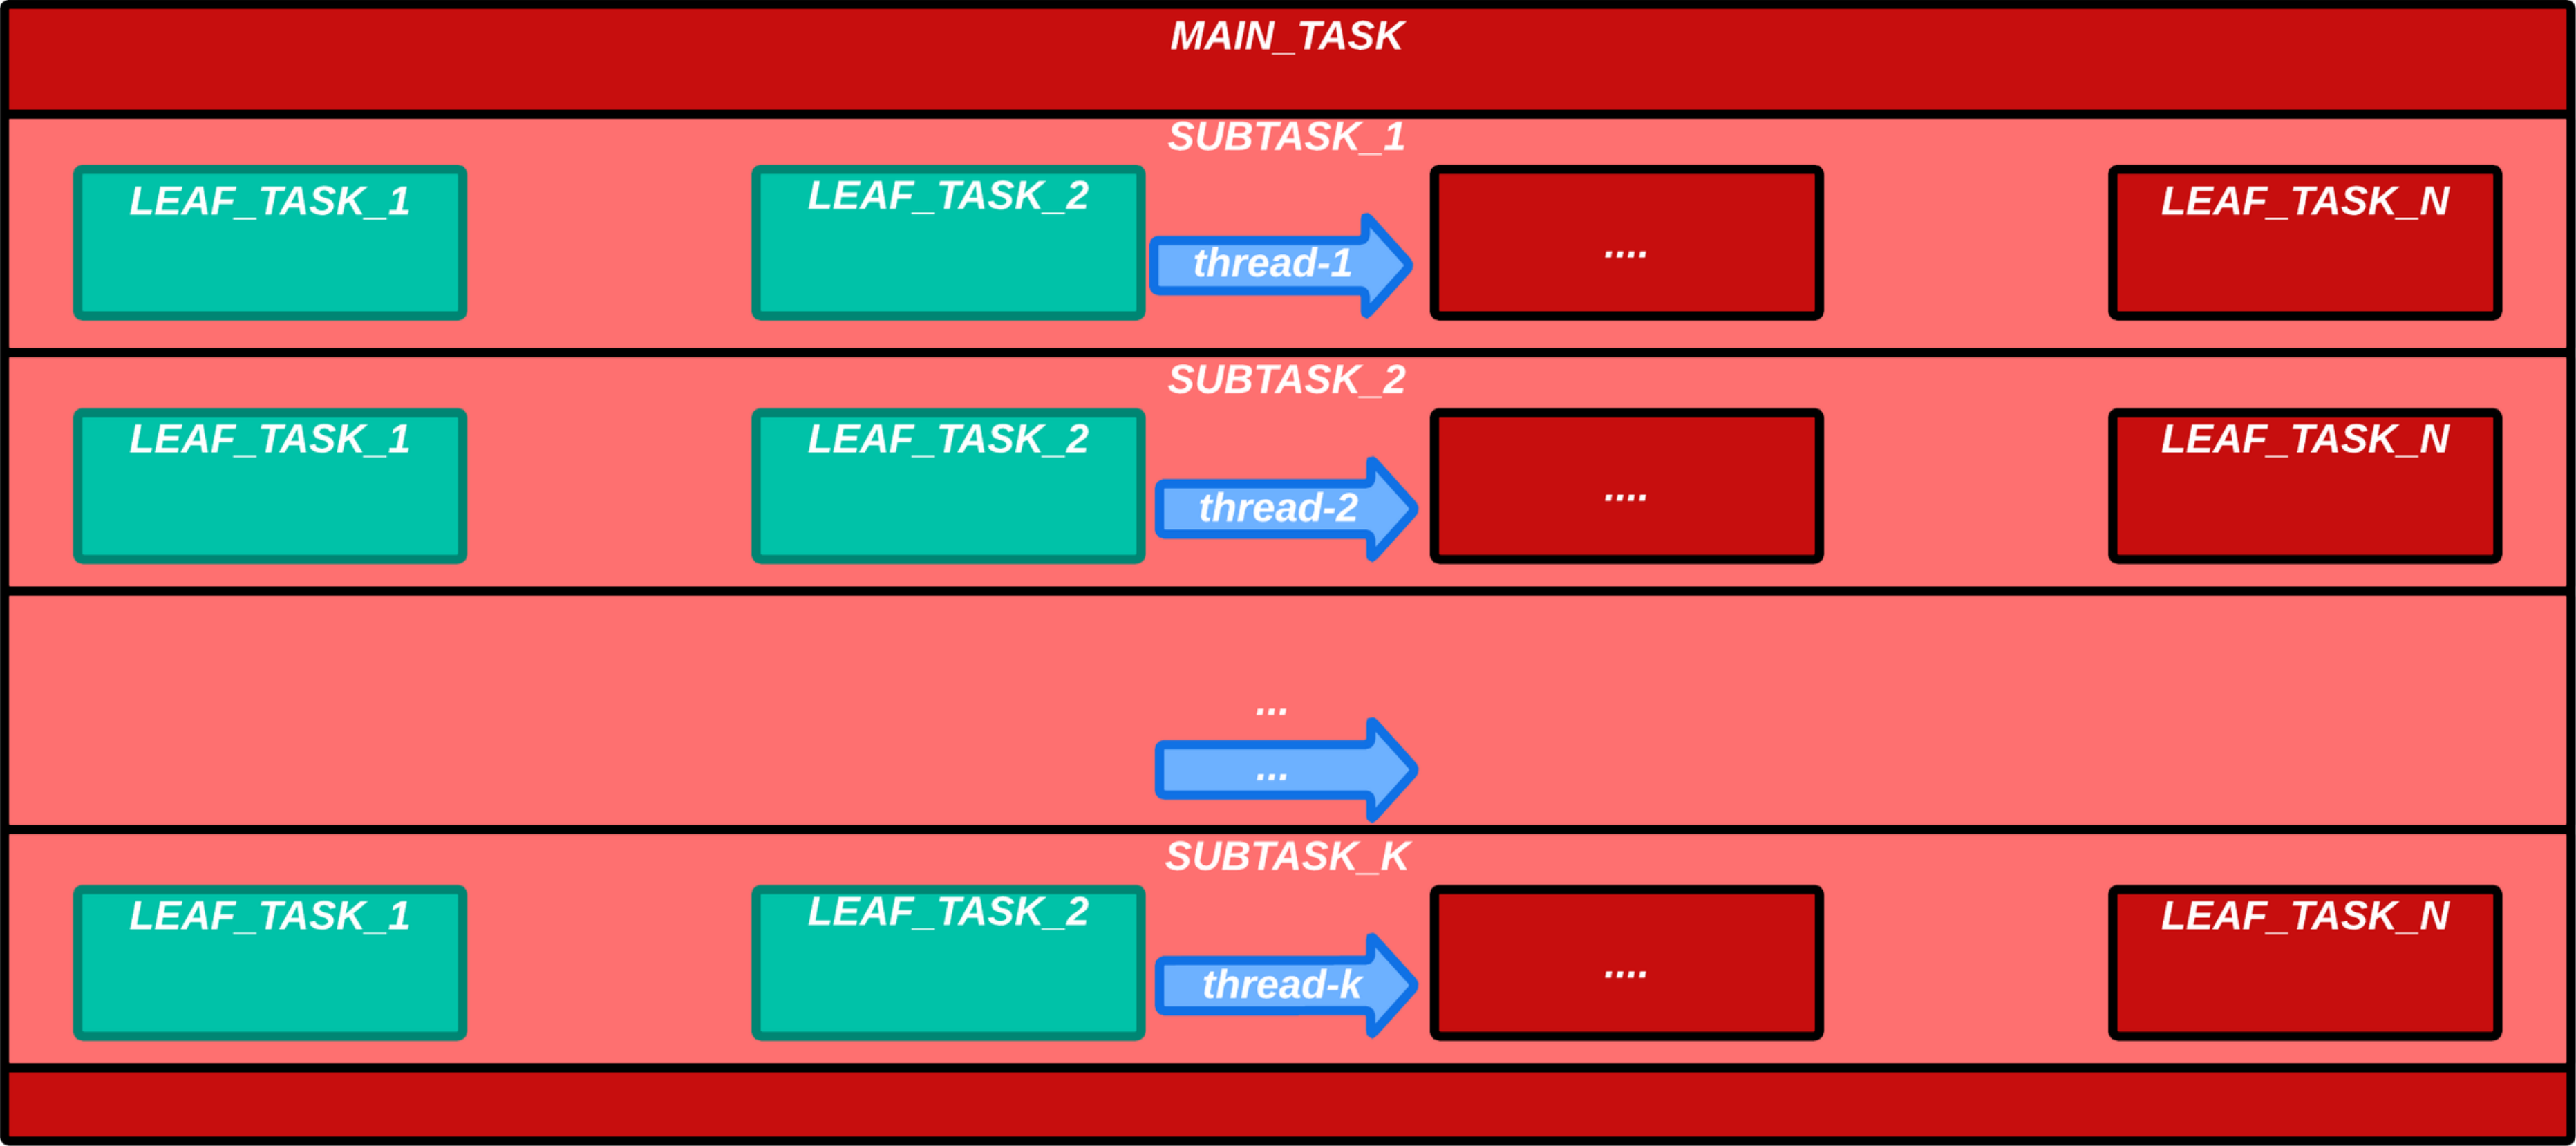 MAIN_TASK
SUBTASK_1
LEAF_TASK_1
LEAF_TASK_2
thread-1
....
LEAF_TASK_N
SUBTASK_2
LEAF_TASK_1
LEAF_TASK_2
thread-2
....
LEAF_TASK_N
...
...
SUBTASK_K
LEAF_TASK_1
LEAF_TASK_2
thread-k
....
LEAF_TASK_N